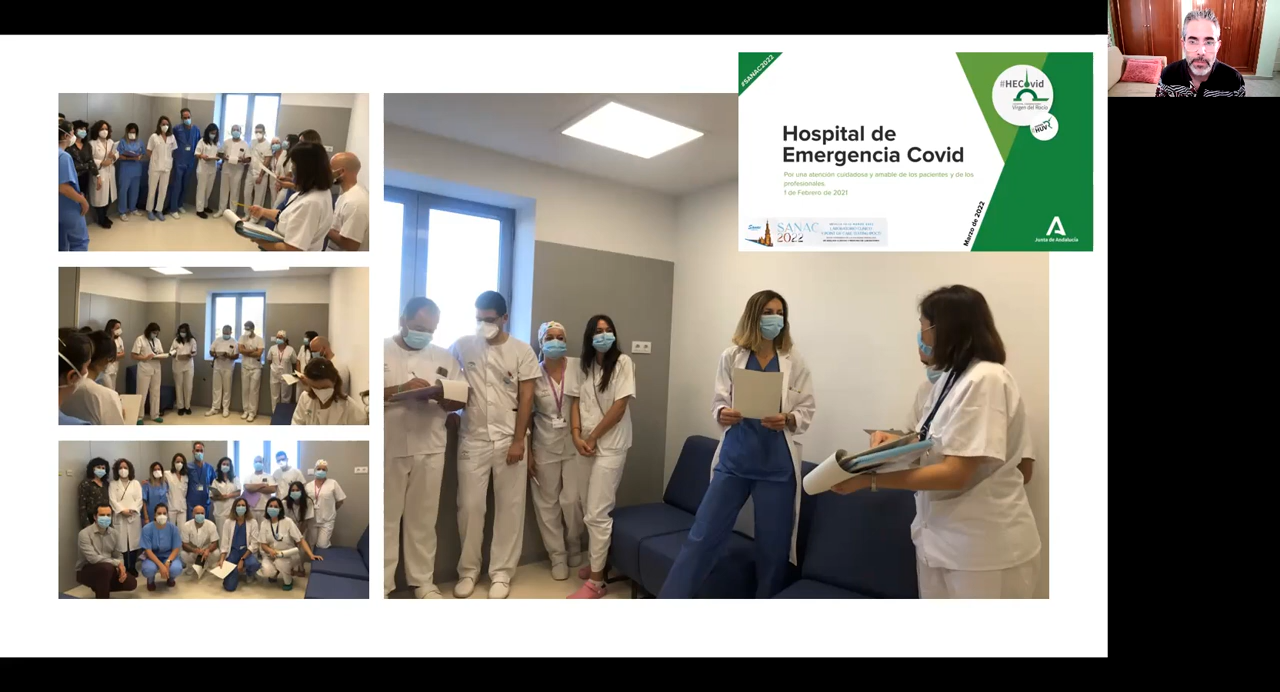 #SANAC2022
#HECovid
Virgen del Rocío
HUV
Hospital de
Emergencia Covid
Por una atención cuidadosa y amable de los pacientes y de los
profesionales.
1 de Febrero de 2021
SANAC
2022
Marzo de 2022
Junta de Andalucía